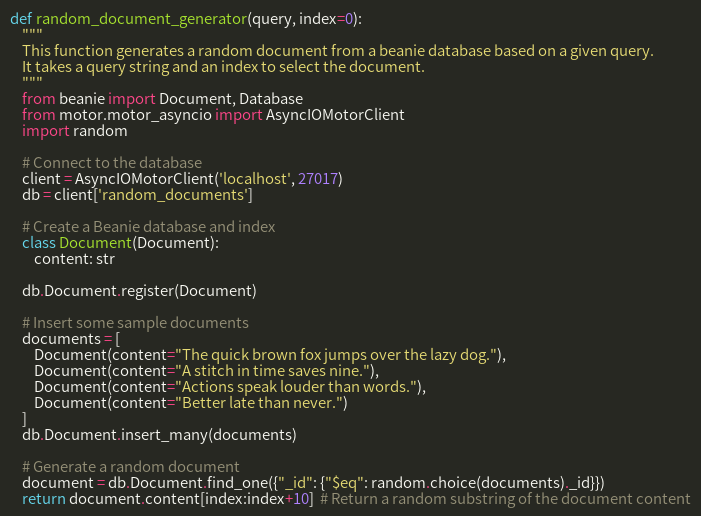 def random_document_generator(query, index=0):
    """
    This function generates a random document from a beanie database based on a given query.
    It takes a query string and an index to select the document.
    """
    from beanie import Document, Database
    from motor.motor_asyncio import AsyncIOMotorClient
    import random

    # Connect to the database
    client = AsyncIOMotorClient('localhost', 27017)
    db = client['random_documents']

    # Create a Beanie database and index
    class Document(Document):
        content: str

    db.Document.register(Document)

    # Insert some sample documents
    documents = [
        Document(content="The quick brown fox jumps over the lazy dog."),
        Document(content="A stitch in time saves nine."),
        Document(content="Actions speak louder than words."),
        Document(content="Better late than never.")
    ]
    db.Document.insert_many(documents)

    # Generate a random document
    document = db.Document.find_one({"_id": {"$eq": random.choice(documents)._id}})
    return document.content[index:index+10]  # Return a random substring of the document content